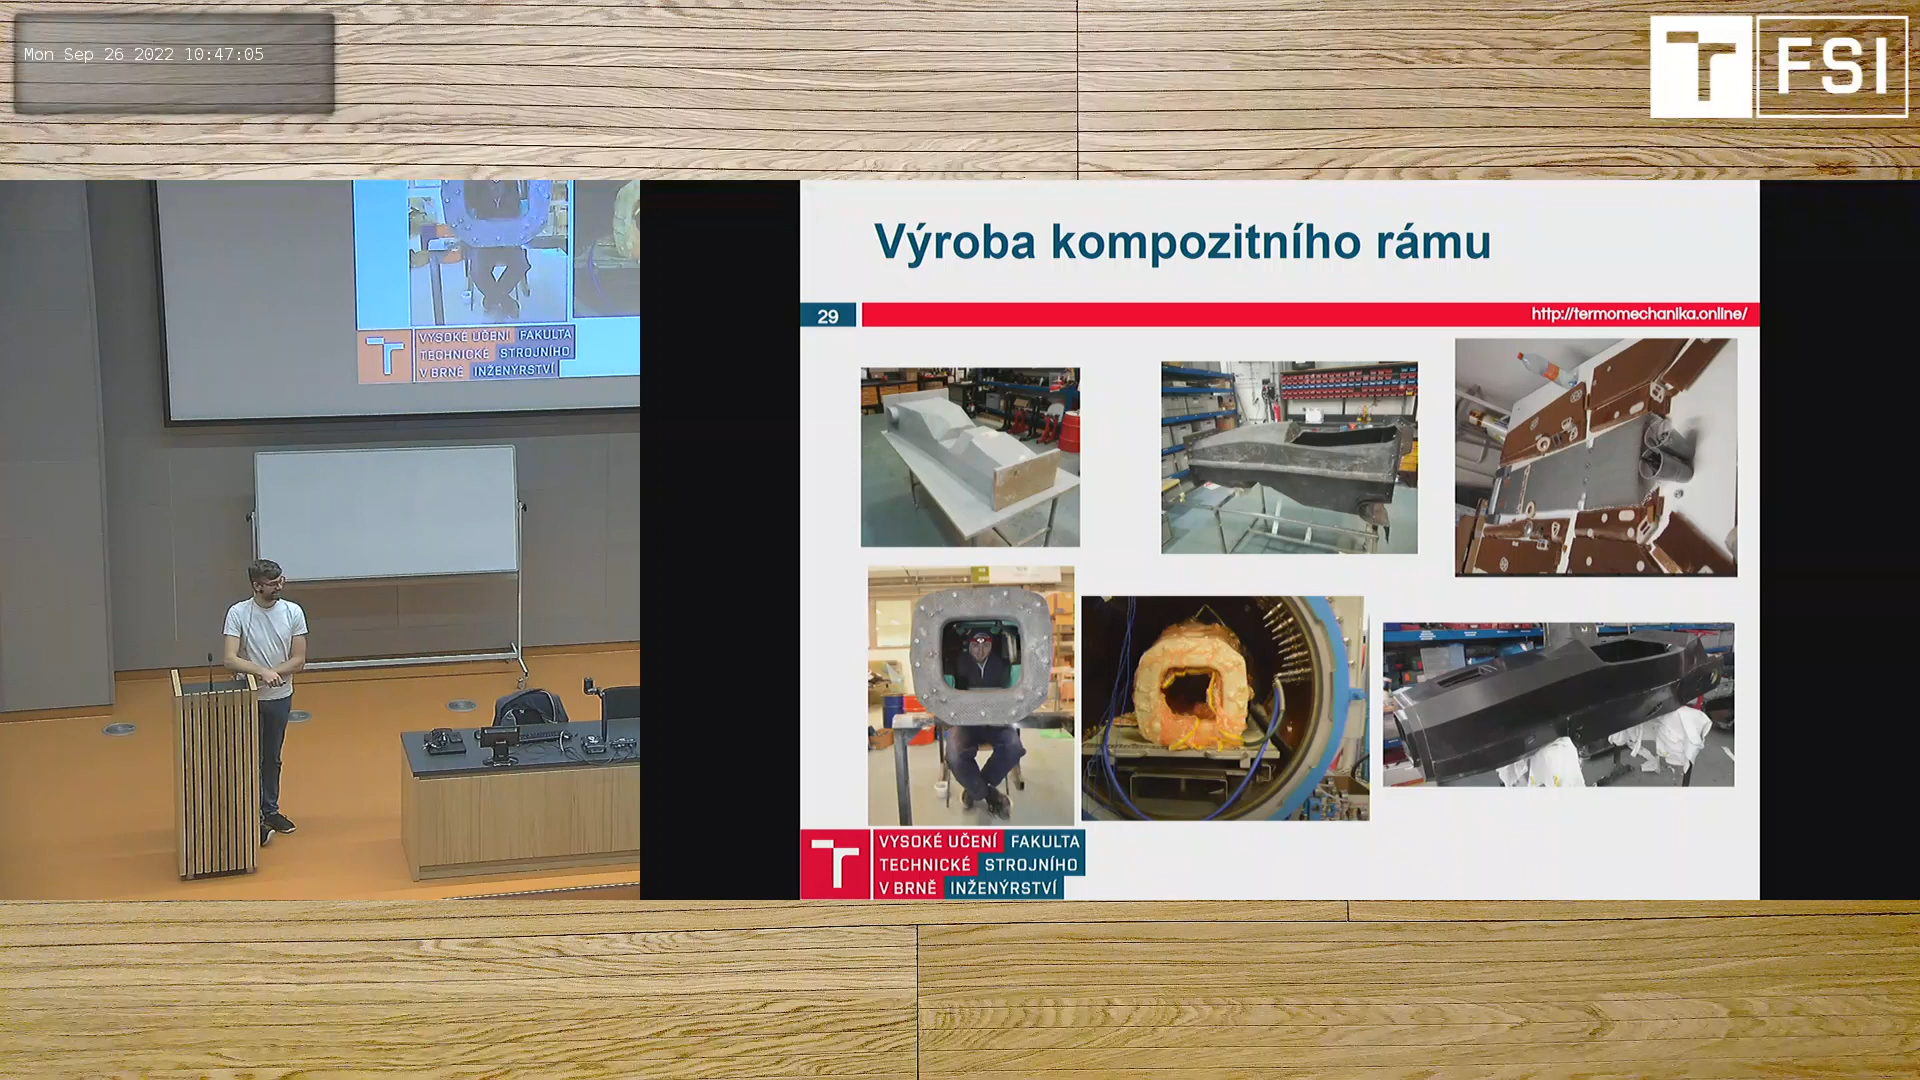 Mon Sep 26 2022 10:47:05
FSI
VYSOKÉ UČENÍ FAKULTA
TECHNICKÉ STROJNÍHO
V BRNĚ INŽENÝRSTVÍ
Výroba kompozitního rámu
29
http://termomechanika.online/
VYSOKÉ UČENÍ FAKULTA
TECHNICKÉ STROJNÍHO
V BRNĚ INŽENÝRSTVÍ